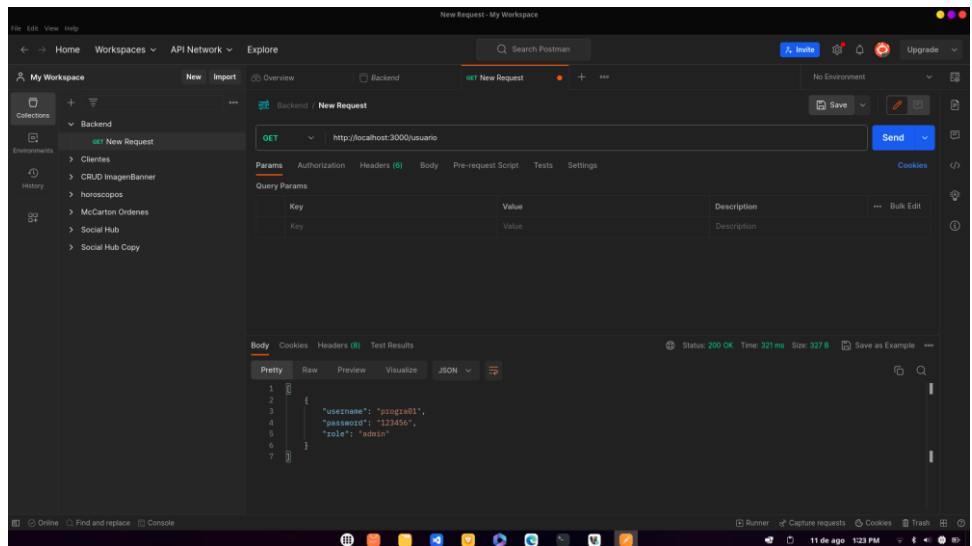 New Request - My Workspace
File Edit View Help
Home Workspaces API Network Explore Search Postman Invite Upgrade
My Workspace New Import Overview Backend GET New Request No Environment
Collections
Environments
History
Backend
GET New Request
Clientes
CRUD ImagenBanner
horoscopos
McCarton Ordenes
Social Hub
Social Hub Copy
Backend / New Request Save
GET http://localhost:3000/usuario Send
Params Authorization Headers (6) Body Pre-request Script Tests Settings Cookies
Query Params
Key Value Description Bulk Edit
Key Value Description
Body Cookies Headers (8) Test Results Status: 200 OK Time: 321 ms Size: 327 B Save as Example
Pretty Raw Preview Visualize JSON
1 [
2 {
3 "username": "progra01",
4 "password": "123456",
5 "role": "admin"
6 }
7 ]
Online Find and replace Console Runner Capture requests Cookies Trash
11 de ago 1:23 PM